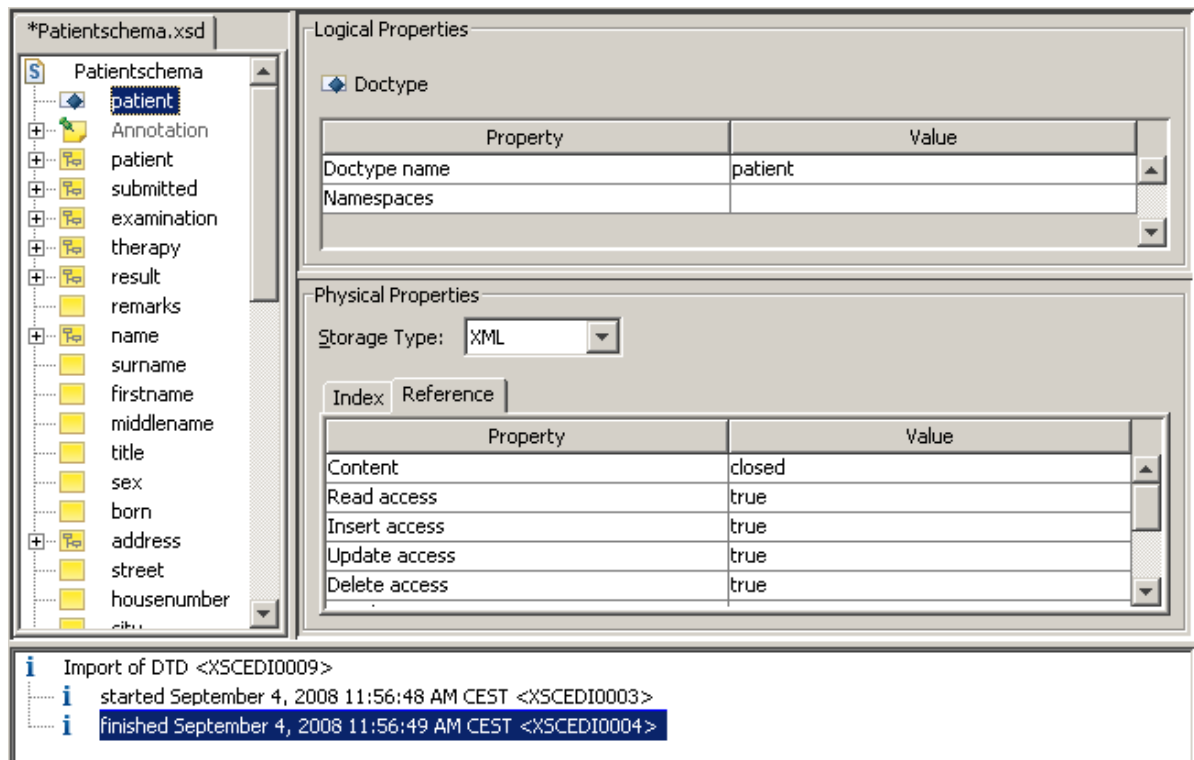 *Patientschema.xsd
Patientschema
patient
Annotation
patient
submitted
examination
therapy
result
remarks
name
surname
firstname
middlename
title
sex
born
address
street
housenumber
Logical Properties
Doctype
Property Value
Doctype name patient
Namespaces
Physical Properties
Storage Type: XML
Index Reference
Property Value
Content closed
Read access true
Insert access true
Update access true
Delete access true
Import of DTD <XSCEDI0009>
started September 4, 2008 11:56:48 AM CEST <XSCEDI0003>
finished September 4, 2008 11:56:49 AM CEST <XSCEDI0004>